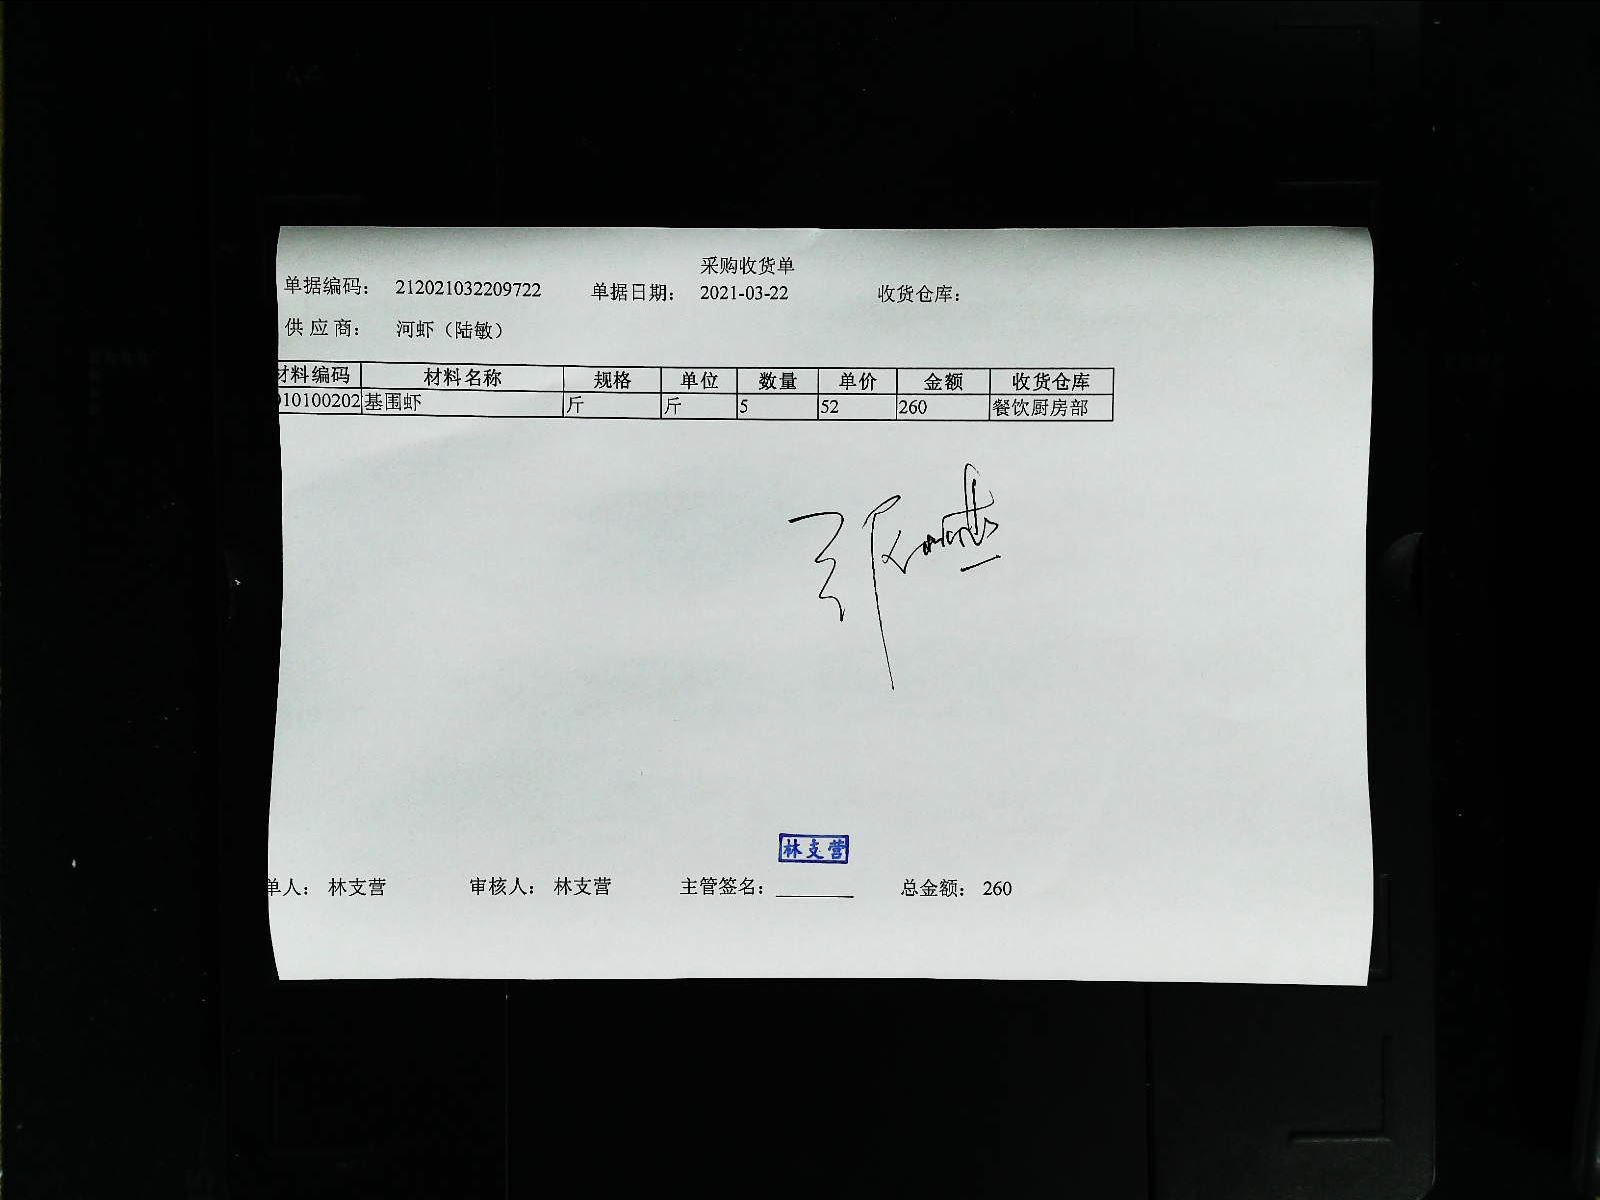 采购收货单
单据编码： 212021032209722 单据日期： 2021-03-22 收货仓库：
供应商： 河虾（陆敏）
材料编码 材料名称 规格 单位 数量 单价 金额 收货仓库
010100202 基围虾 斤 斤 5 52 260 餐饮厨房部
林支营
单人： 林支营 审核人： 林支营 主管签名： 总金额： 260